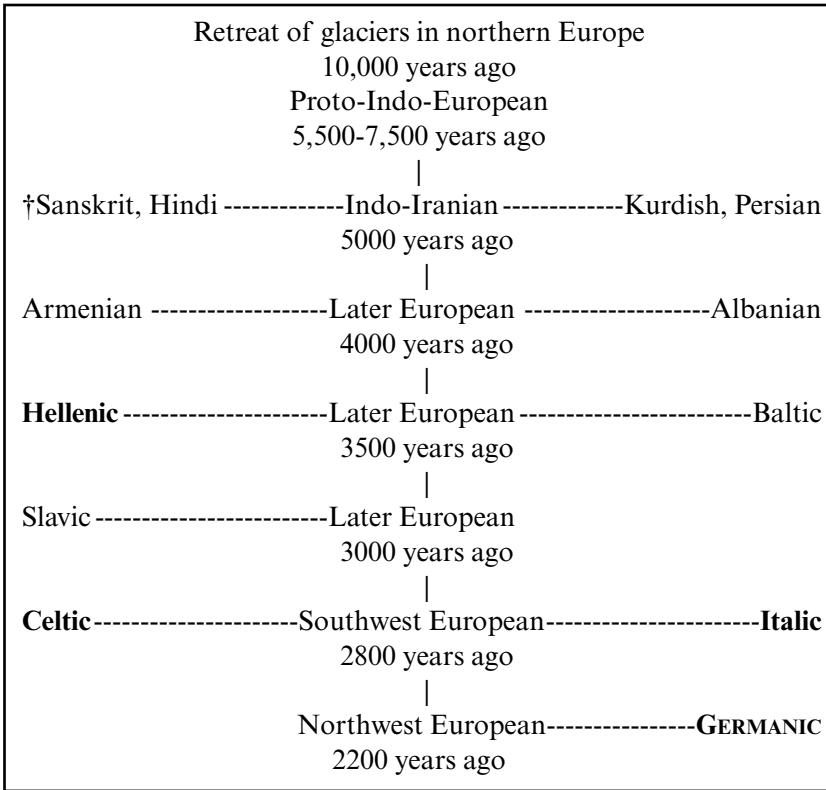 Retreat of glaciers in northern Europe
10,000 years ago
Proto-Indo-European
5,500-7,500 years ago
|
†Sanskrit, Hindi -------------Indo-Iranian -------------Kurdish, Persian
5000 years ago
|
Armenian --------------------Later European --------------------Albanian
4000 years ago
|
Hellenic----------------------Later European-------------------------Baltic
3500 years ago
|
Slavic-------------------------Later European
3000 years ago
|
Celtic----------------------Southwest European-----------------------Italic
2800 years ago
|
Northwest European----------------GERMANIC
2200 years ago